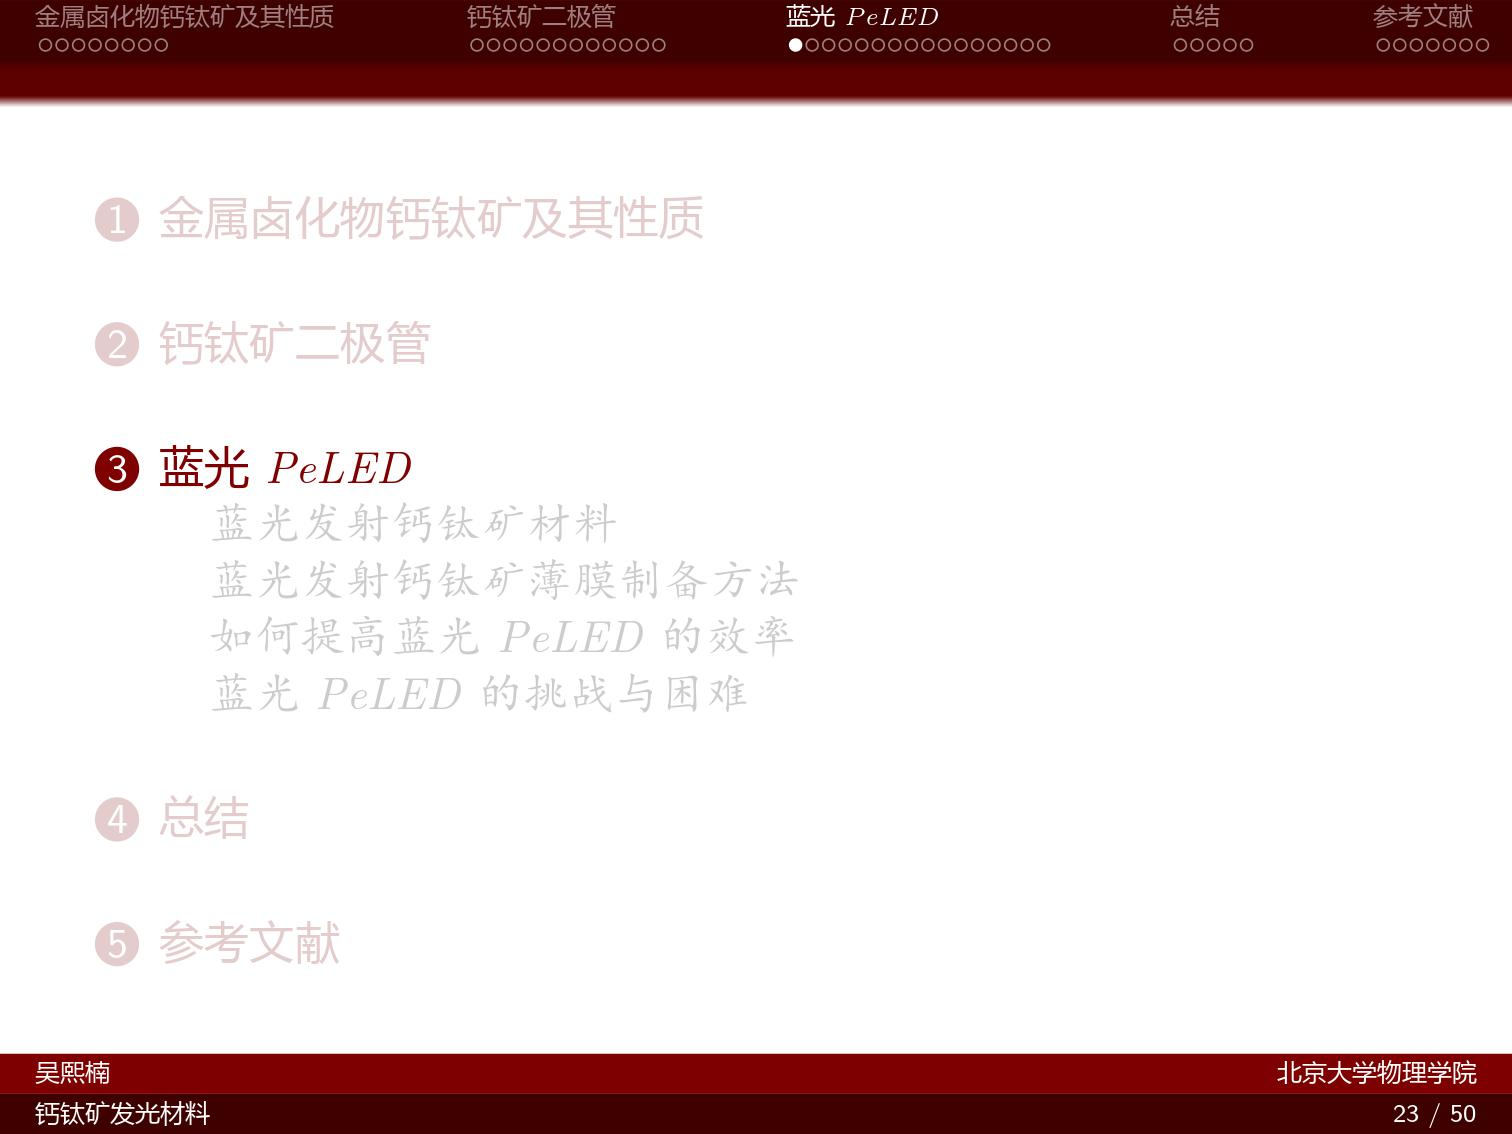 金属卤化物钙钛矿及其性质 钙钛矿二极管 蓝光 PeLED 总结 参考文献
1 金属卤化物钙钛矿及其性质
2 钙钛矿二极管
3 蓝光 PeLED
蓝光发射钙钛矿材料
蓝光发射钙钛矿薄膜制备方法
如何提高蓝光 PeLED 的效率
蓝光 PeLED 的挑战与困难
4 总结
5 参考文献
吴熙楠 北京大学物理学院
钙钛矿发光材料 23 / 50